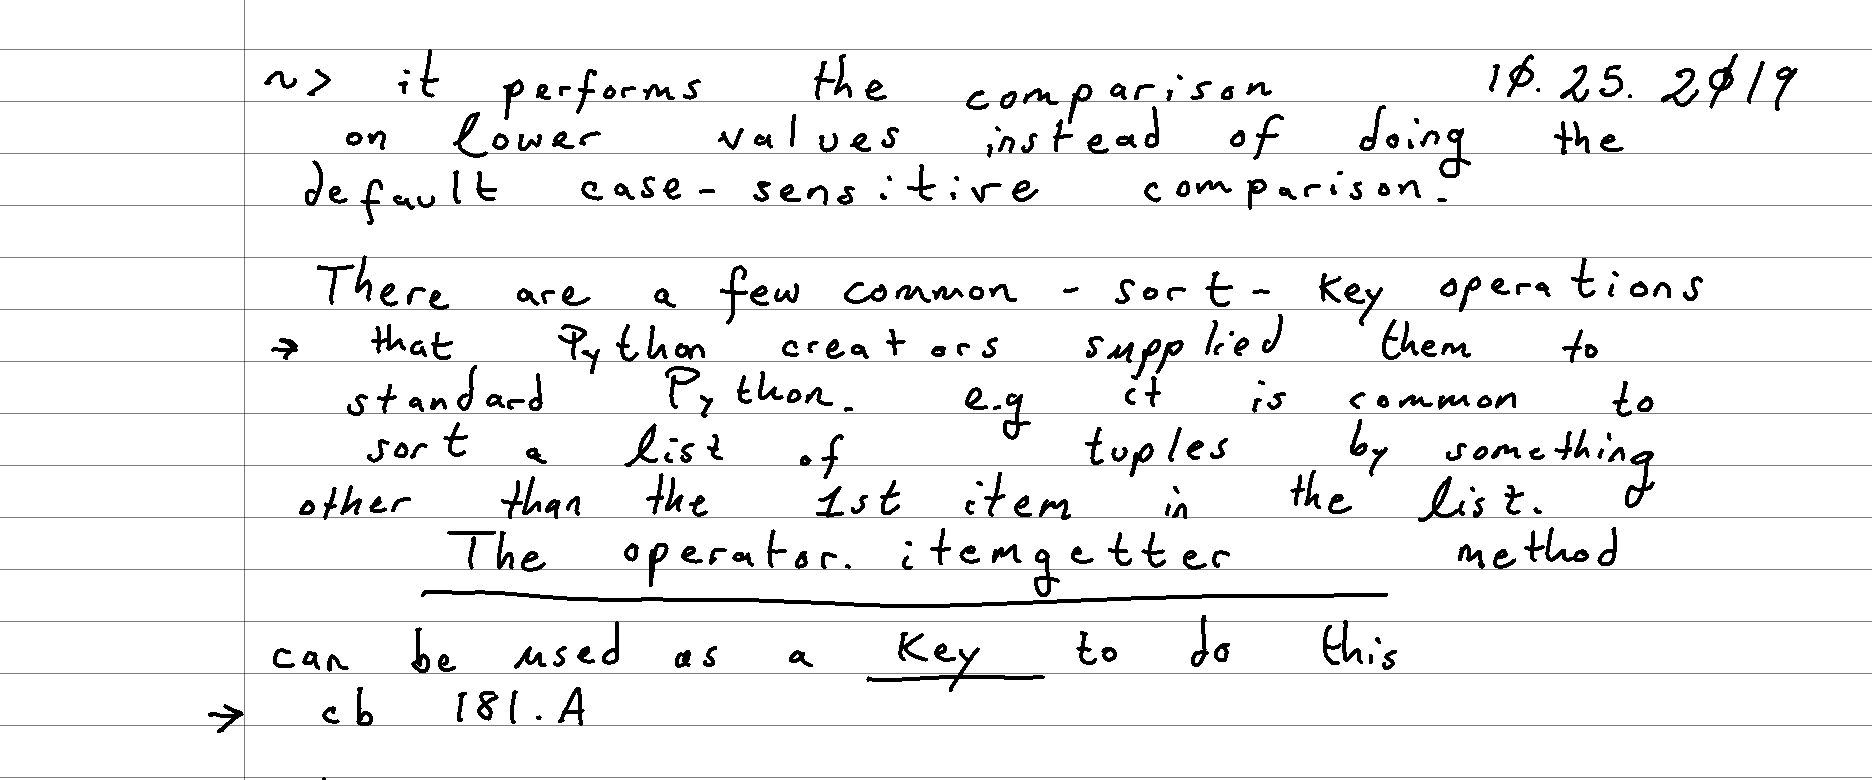 ~> it performs the comparison 10.25.2019
on lower values instead of doing the
default case-sensitive comparison.
There are a few common - sort - key operations
→ that Python creators supplied them to
standard Python. e.g it is common to
sort a list of tuples by something
other than the 1st item in the list.
The operator.itemgetter method
can be used as a key to do this
→ cb 181.A